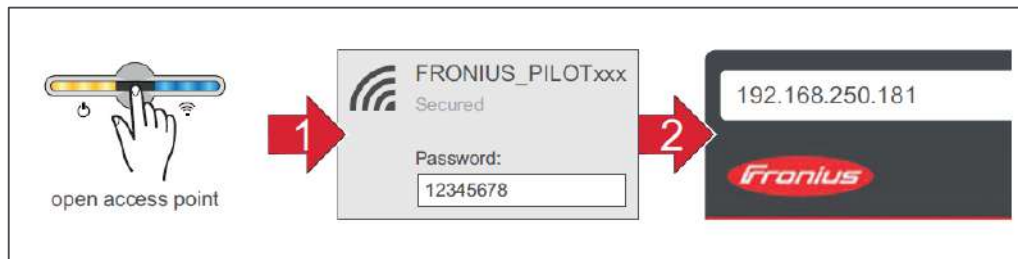 open access point
1
FRONIUS_PILOTxxx
Secured
Password:
12345678
2
192.168.250.181
Fronius